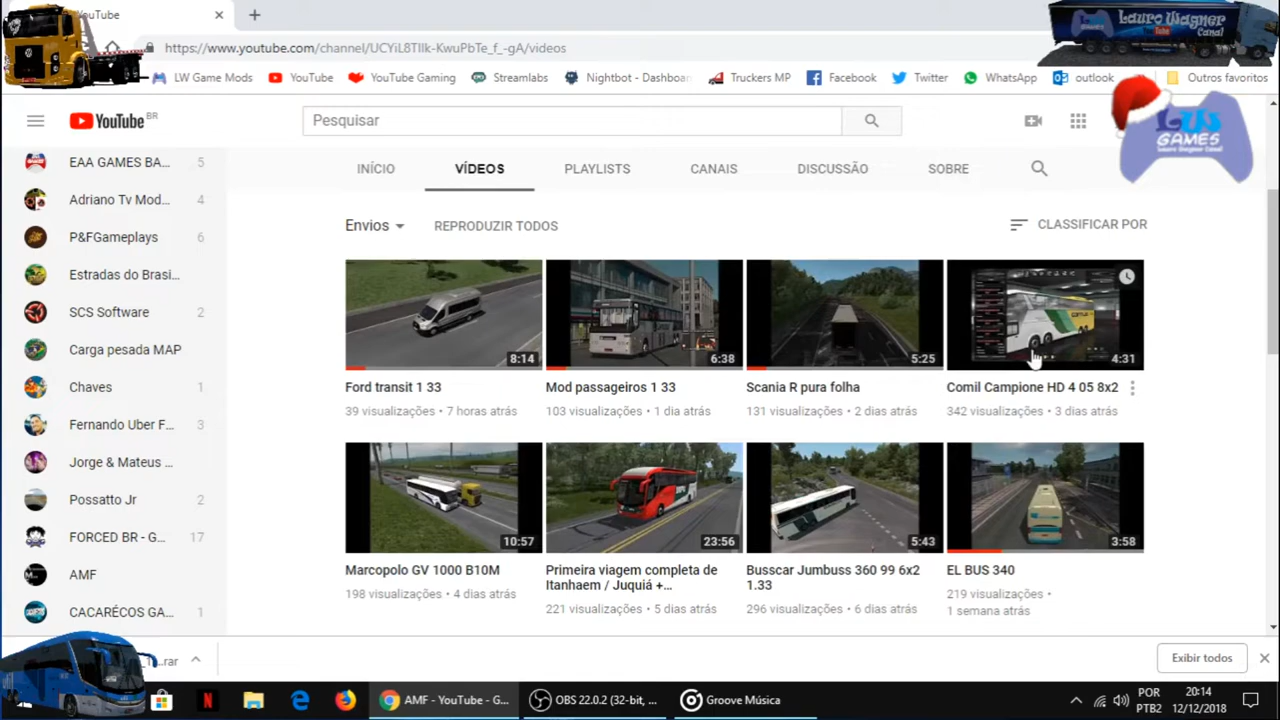 YouTube
Lauro Wagner
Canal
YouTube
https://www.youtube.com/channel/UCYiL8TIlk-KwuPbTe_f_-gA/videos
LW Game Mods
YouTube
YouTube Gaming
Streamlabs
Nightbot - Dashboar
Truckers MP
Facebook
Twitter
WhatsApp
outlook
Outros favoritos
YouTube BR
Pesquisar
GAMES
Lauro Wagner Canal
EAA GAMES BA... 5
Adriano Tv Mod... 4
P&FGameplays 6
Estradas do Brasi...
SCS Software 2
Carga pesada MAP
Chaves 1
Fernando Uber F... 3
Jorge & Mateus ...
Possatto Jr 2
FORCED BR - G... 17
AMF
CACARÉCOS GA... 1
INÍCIO
VÍDEOS
PLAYLISTS
CANAIS
DISCUSSÃO
SOBRE
Envios
REPRODUZIR TODOS
CLASSIFICAR POR
8:14
6:38
5:25
4:31
Ford transit 1 33
39 visualizações • 7 horas atrás
Mod passageiros 1 33
103 visualizações • 1 dia atrás
Scania R pura folha
131 visualizações • 2 dias atrás
Comil Campione HD 4 05 8x2
342 visualizações • 3 dias atrás
10:57
23:56
5:43
3:58
Marcopolo GV 1000 B10M
198 visualizações • 4 dias atrás
Primeira viagem completa de
Itanhaem / Juquiá +...
221 visualizações • 5 dias atrás
Busscar Jumbuss 360 99 6x2
1.33
296 visualizações • 6 dias atrás
EL BUS 340
219 visualizações •
1 semana atrás
_1....rar
Exibir todos
AMF - YouTube - G...
OBS 22.0.2 (32-bit, ...
Groove Música
POR
PTB2
20:14
12/12/2018